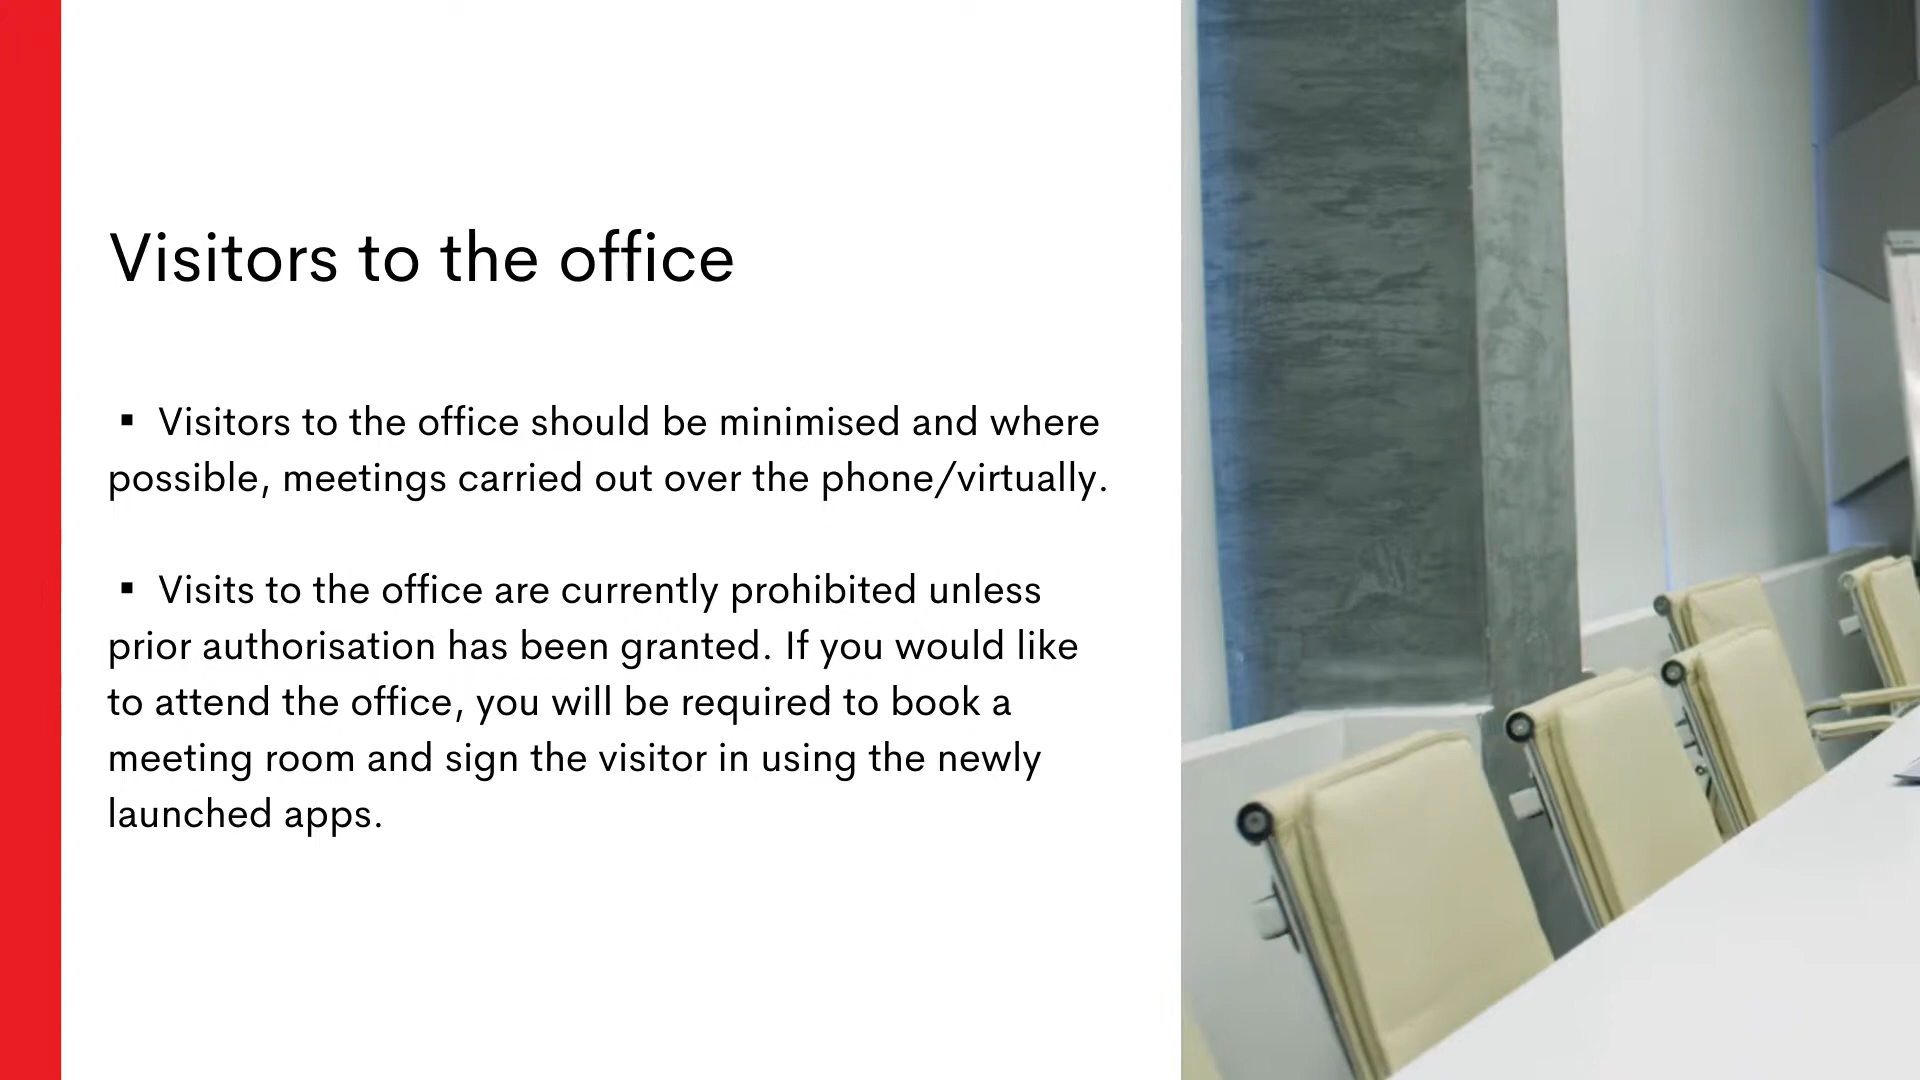 Visitors to the office
▪ Visitors to the office should be minimised and where
possible, meetings carried out over the phone/virtually.
▪ Visits to the office are currently prohibited unless
prior authorisation has been granted. If you would like
to attend the office, you will be required to book a
meeting room and sign the visitor in using the newly
launched apps.